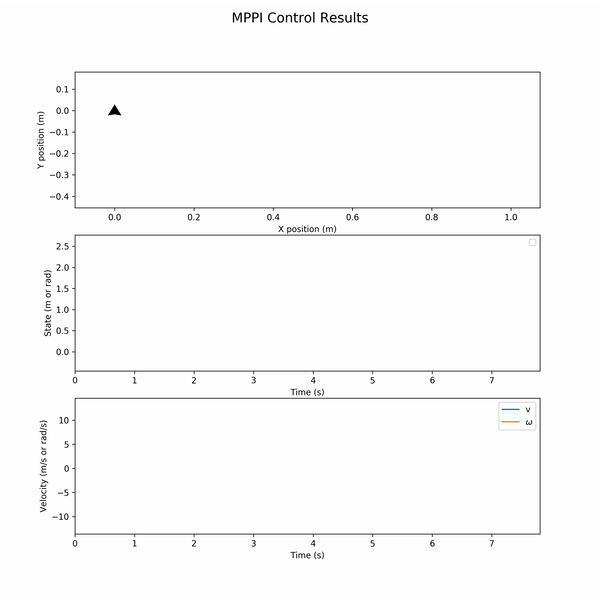 MPPI Control Results
0.1
0.0
−0.1
−0.2
−0.3
−0.4
Y position (m)
0.0 0.2 0.4 0.6 0.8 1.0
X position (m)
2.5
2.0
1.5
1.0
0.5
0.0
State (m or rad)
0 1 2 3 4 5 6 7
Time (s)
10
5
0
−5
−10
Velocity (m/s or rad/s)
v
ω
0 1 2 3 4 5 6 7
Time (s)